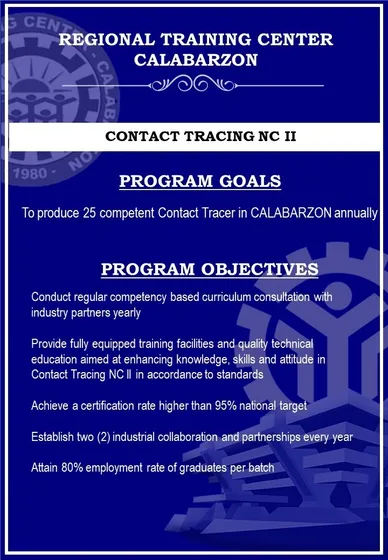 REGIONAL TRAINING CENTER
CALABARZON
CONTACT TRACING NC II
PROGRAM GOALS
To produce 25 competent Contact Tracer in CALABARZON annually
PROGRAM OBJECTIVES
Conduct regular competency based curriculum consultation with
industry partners yearly
Provide fully equipped training facilities and quality technical
education aimed at enhancing knowledge, skills and attitude in
Contact Tracing NC II in accordance to standards
Achieve a certification rate higher than 95% national target
Establish two (2) industrial collaboration and partnerships every year
Attain 80% employment rate of graduates per batch
- 1980 -